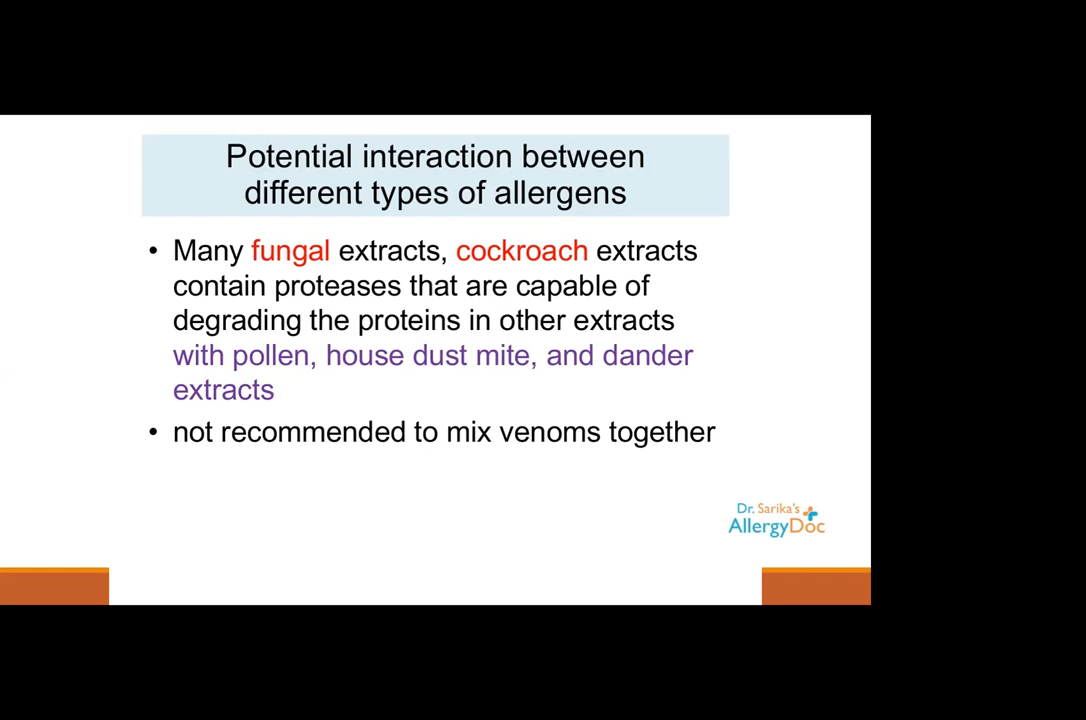 Potential interaction between
different types of allergens
• Many fungal extracts, cockroach extracts
contain proteases that are capable of
degrading the proteins in other extracts
with pollen, house dust mite, and dander
extracts
• not recommended to mix venoms together
Dr. Sarika's
AllergyDoc